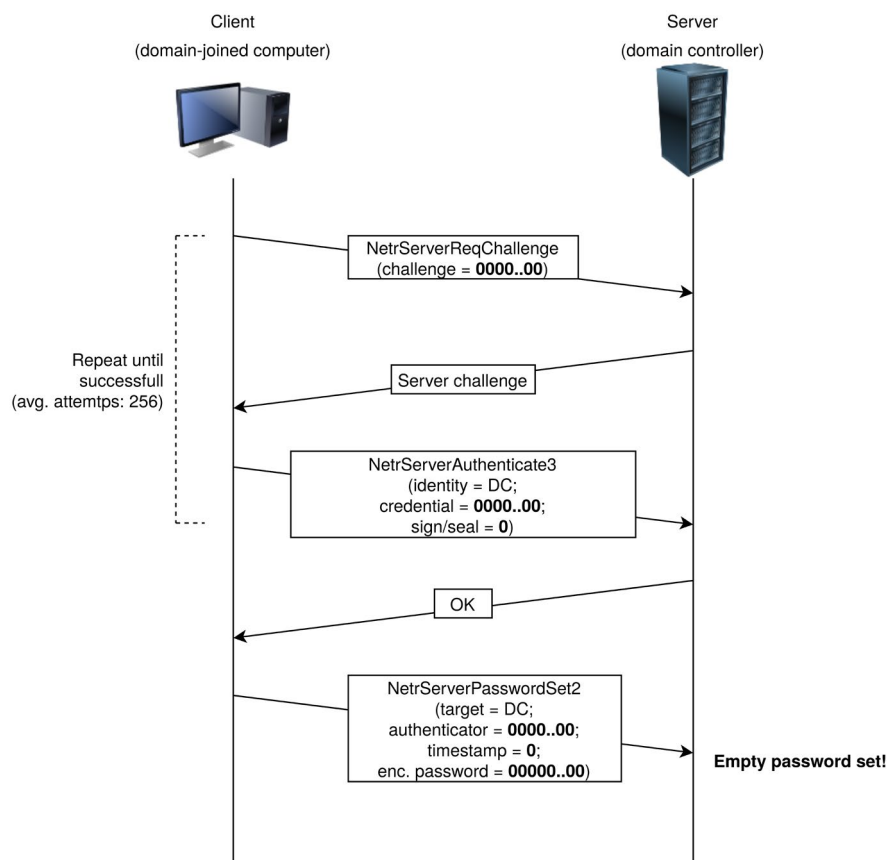 Client
(domain-joined computer)
Server
(domain controller)
NetrServerReqChallenge
(challenge = 0000..00)
Repeat until
successfull
(avg. attemtps: 256)
Server challenge
NetrServerAuthenticate3
(identity = DC;
credential = 0000..00;
sign/seal = 0)
OK
NetrServerPasswordSet2
(target = DC;
authenticator = 0000..00;
timestamp = 0;
enc. password = 00000..00)
Empty password set!